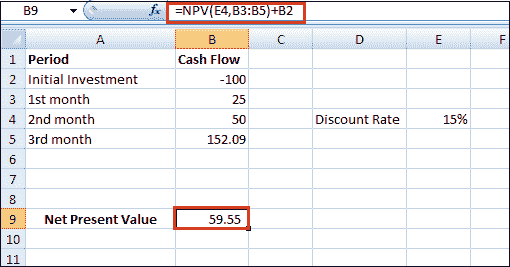 B9 fx =NPV(E4,B3:B5)+B2
A B C D E F
1 Period Cash Flow
2 Initial Investment -100
3 1st month 25
4 2nd month 50 Discount Rate 15%
5 3rd month 152.09
6
7
8
9 Net Present Value 59.55
10
11